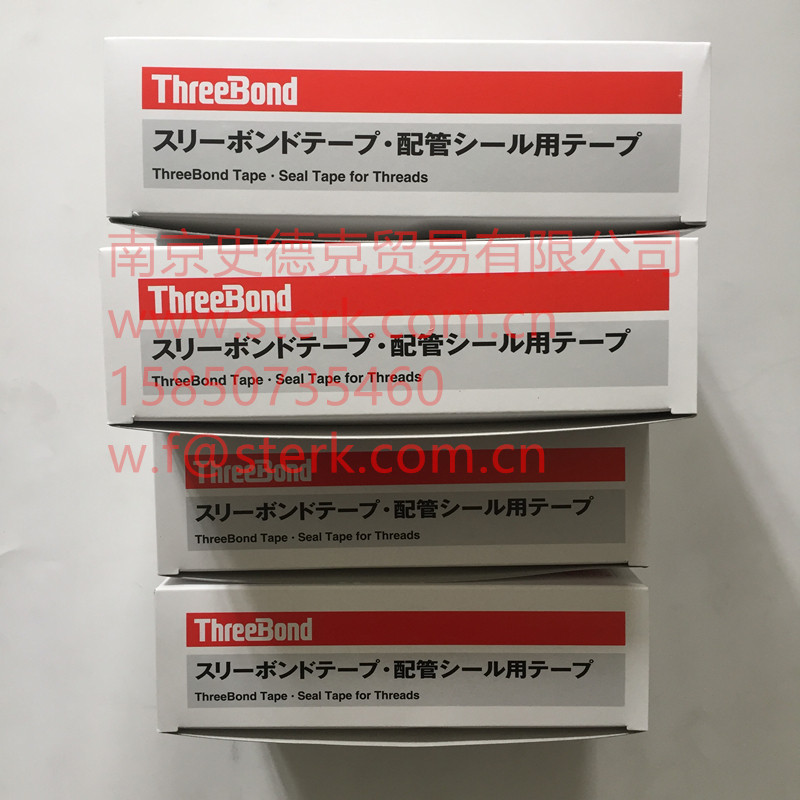 ThreeBond
スリーボンドテープ・配管シール用テープ
ThreeBond Tape · Seal Tape for Threads
南京史德克贸易有限公司
ThreeBond
www.sterk.com.cn
スリーボンドテープ・配管シール用テープ
ThreeBond Tape · Seal Tape for Threads
15850735460
w.f@sterk.com.cn
ThreeBond
スリーボンドテープ・配管シール用テープ
ThreeBond Tape · Seal Tape for Threads
ThreeBond
スリーボンドテープ・配管シール用テープ
ThreeBond Tape · Seal Tape for Threads